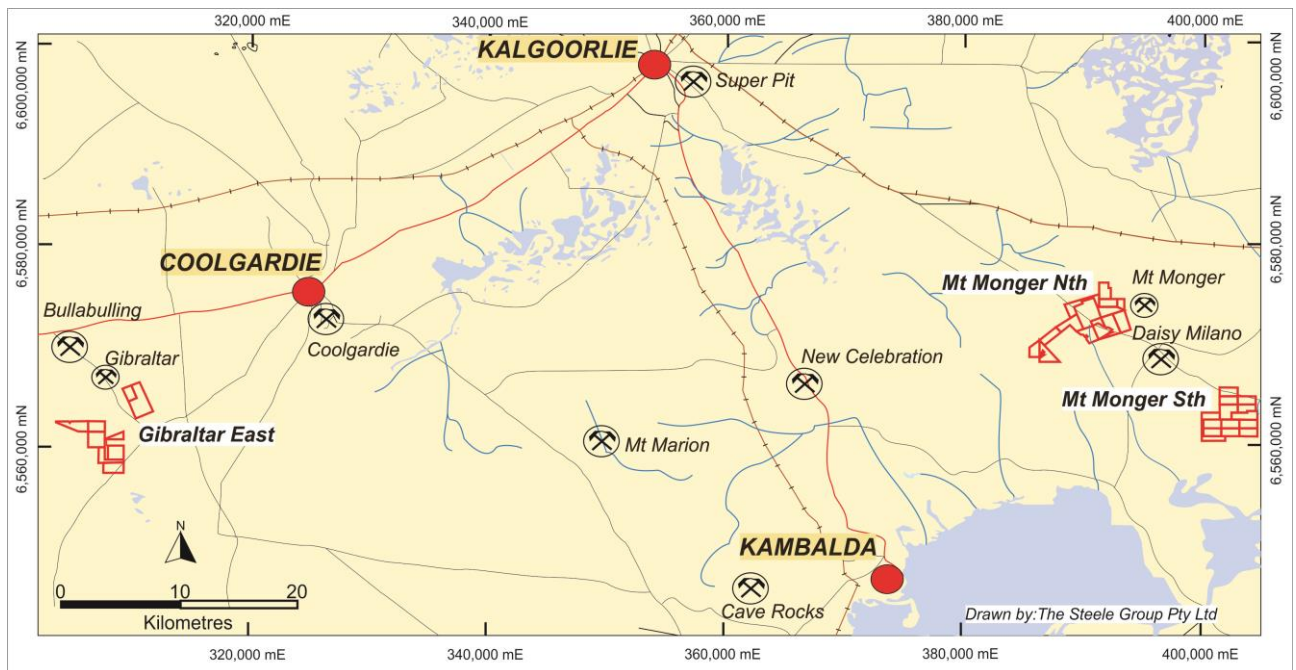 320,000 mE
340,000 mE
360,000 mE
380,000 mE
400,000 mE
6,600,000 mN
KALGOORLIE
Super Pit
6,600,000 mN
6,580,000 mN
COOLGARDIE
6,580,000 mN
Mt Monger Nth
Mt Monger
Bullabulling
Gibraltar
Coolgardie
New Celebration
Daisy Milano
Mt Monger Sth
Gibraltar East
Mt Marion
6,560,000 mN
6,560,000 mN
N
KAMBALDA
0 10 20
Kilometres
Cave Rocks
Drawn by:The Steele Group Pty Ltd
320,000 mE
340,000 mE
360,000 mE
380,000 mE
400,000 mE